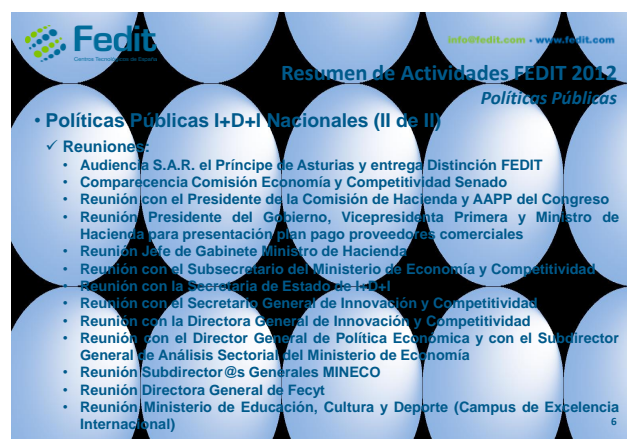 Fedit
Centros Tecnológicos de España
info@fedit.com - www.fedit.com
Resumen de Actividades FEDIT 2012
Políticas Públicas
• Políticas Públicas I+D+I Nacionales (II de II)
✓ Reuniones:
• Audiencia S.A.R. el Príncipe de Asturias y entrega Distinción FEDIT
• Comparecencia Comisión Economía y Competitividad Senado
• Reunión con el Presidente de la Comisión de Hacienda y AAPP del Congreso
• Reunión Presidente del Gobierno, Vicepresidenta Primera y Ministro de
Hacienda para presentación plan pago proveedores comerciales
• Reunión Jefe de Gabinete Ministro de Hacienda
• Reunión con el Subsecretario del Ministerio de Economía y Competitividad
• Reunión con la Secretaria de Estado de I+D+I
• Reunión con el Secretario General de Innovación y Competitividad
• Reunión con la Directora General de Innovación y Competitividad
• Reunión con el Director General de Política Económica y con el Subdirector
General de Análisis Sectorial del Ministerio de Economía
• Reunión Subdirector@s Generales MINECO
• Reunión Directora General de Fecyt
• Reunión Ministerio de Educación, Cultura y Deporte (Campus de Excelencia
Internacional)
6